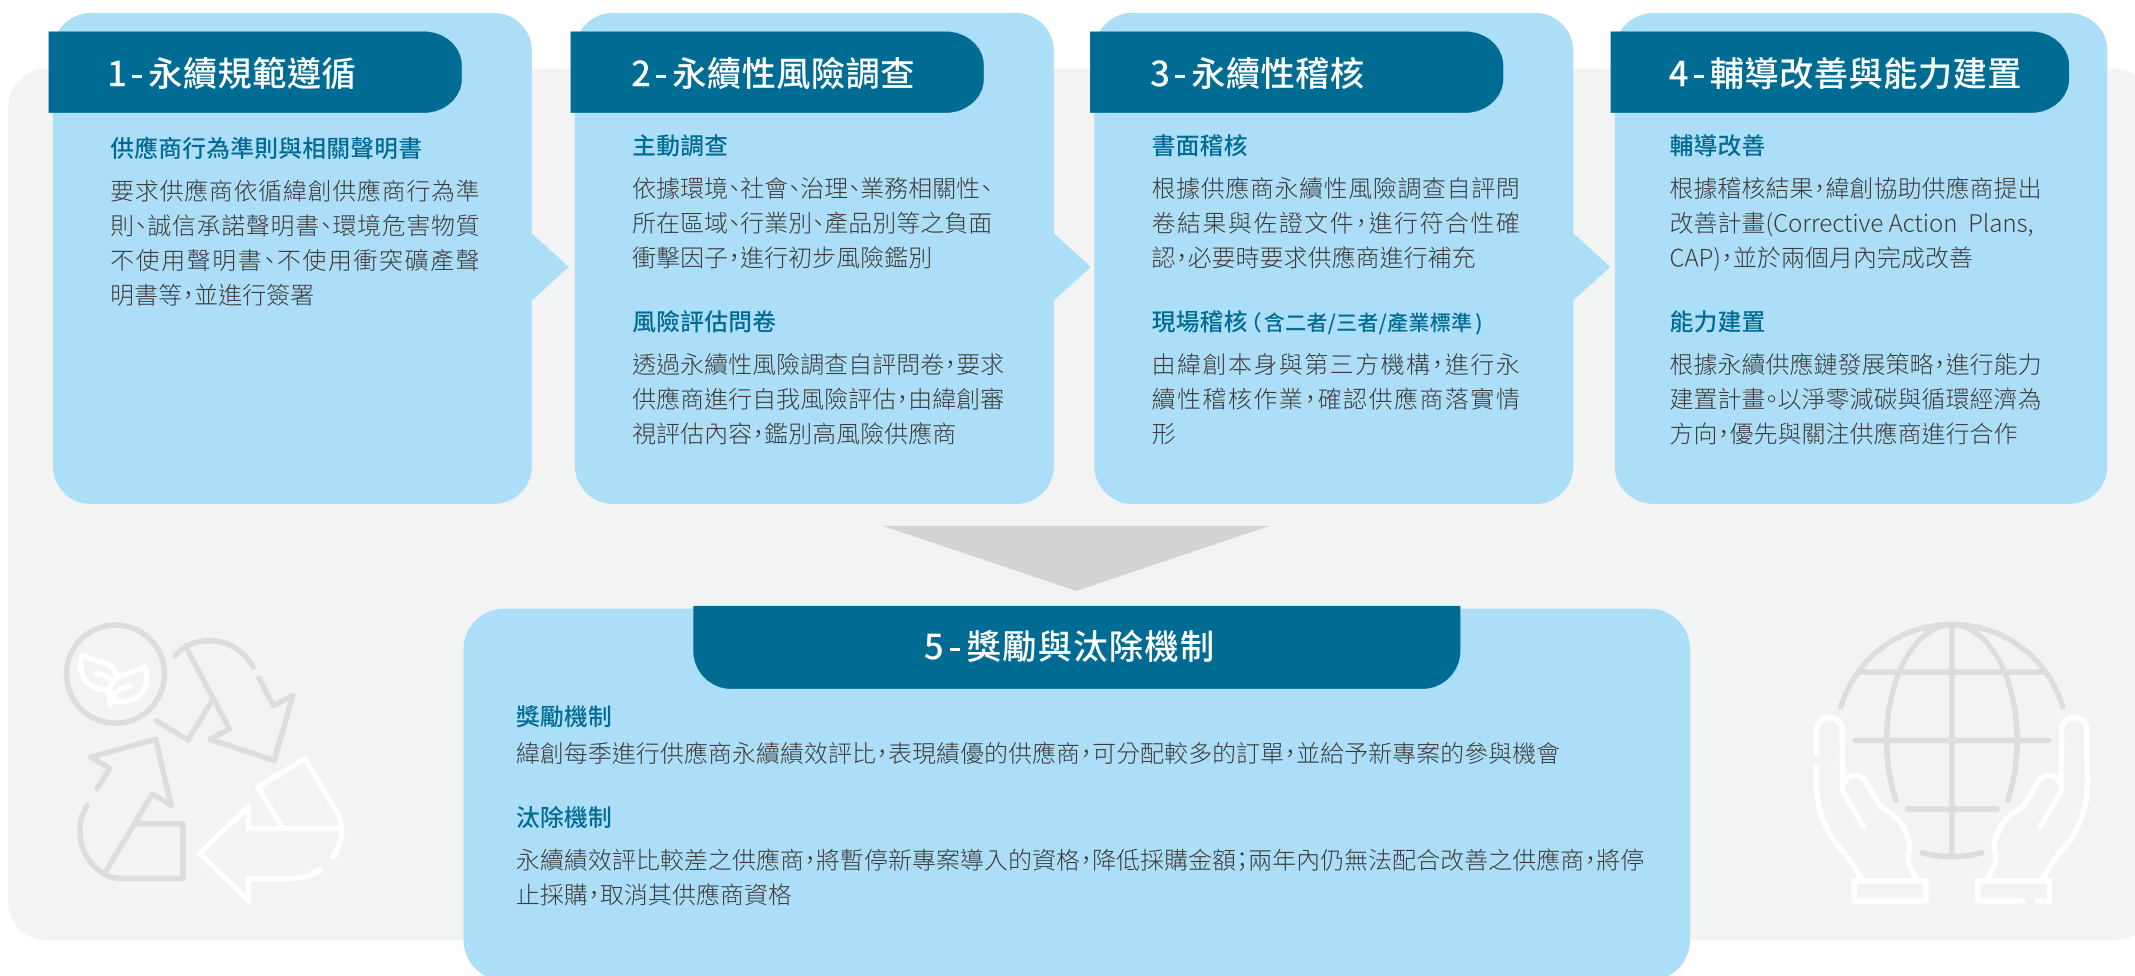 1-永續規範遵循
供應商行為準則與相關聲明書
要求供應商依循緯創供應商行為準
則、誠信承諾聲明書、環境危害物質
不使用聲明書、不使用衝突礦產聲
明書等，並進行簽署
2-永續性風險調查
主動調查
依據環境、社會、治理、業務相關性、
所在區域、行業別、產品別等之負面
衝擊因子，進行初步風險鑑別
風險評估問卷
透過永續性風險調查自評問卷，要求
供應商進行自我風險評估，由緯創審
視評估內容，鑑別高風險供應商
3-永續性稽核
書面稽核
根據供應商永續性風險調查自評問
卷結果與佐證文件，進行符合性確
認，必要時要求供應商進行補充
現場稽核（含二者/三者/產業標準）
由緯創本身與第三方機構，進行永
續性稽核作業，確認供應商落實情
形
4-輔導改善與能力建置
輔導改善
根據稽核結果，緯創協助供應商提出
改善計畫(Corrective Action Plans,
CAP)，並於兩個月內完成改善
能力建置
根據永續供應鏈發展策略，進行能力
建置計畫。以淨零減碳與循環經濟為
方向，優先與關注供應商進行合作
5-獎勵與汰除機制
獎勵機制
緯創每季進行供應商永續績效評比，表現績優的供應商，可分配較多的訂單，並給予新專案的參與機會
汰除機制
永續績效評比較差之供應商，將暫停新專案導入的資格，降低採購金額；兩年內仍無法配合改善之供應商，將停
止採購，取消其供應商資格